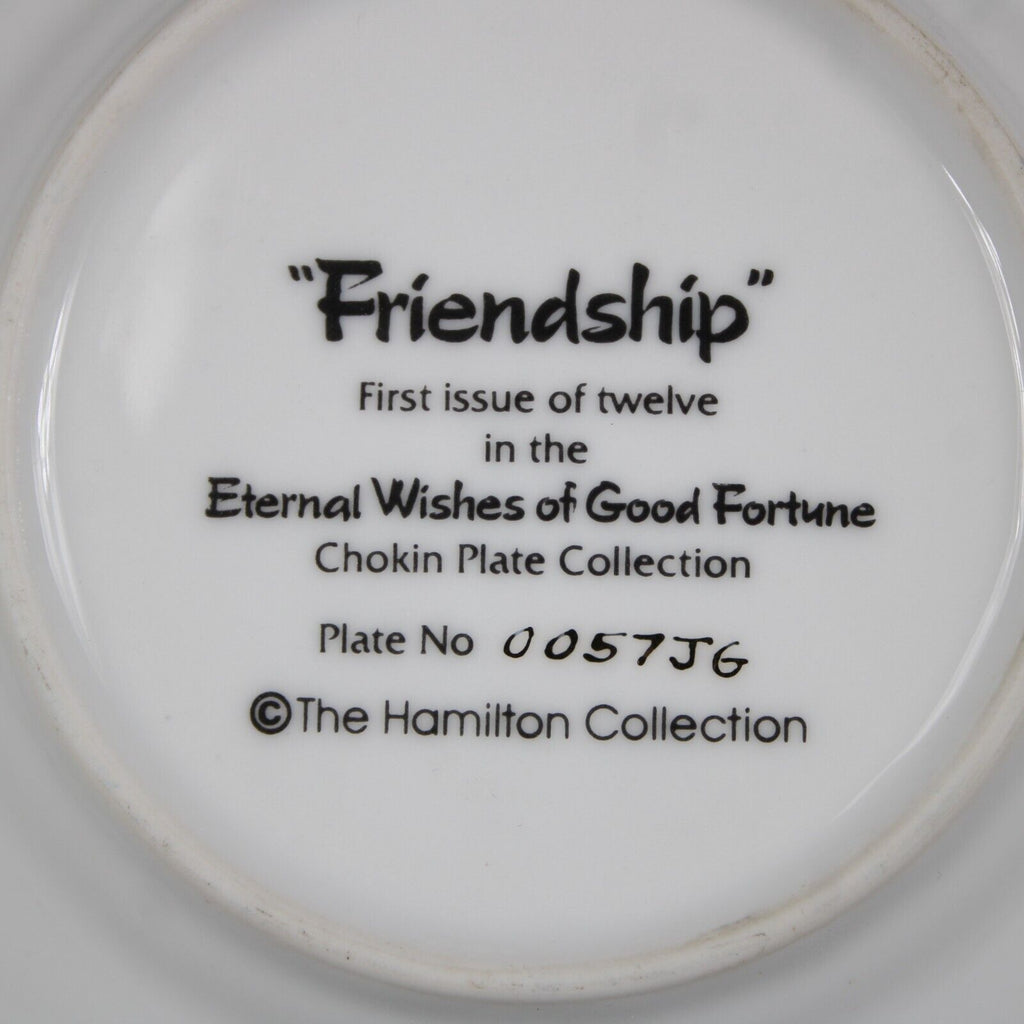 "Friendship"
First issue of twelve
in the
Eternal Wishes of Good Fortune
Chokin Plate Collection
Plate No 0057JG
©The Hamilton Collection